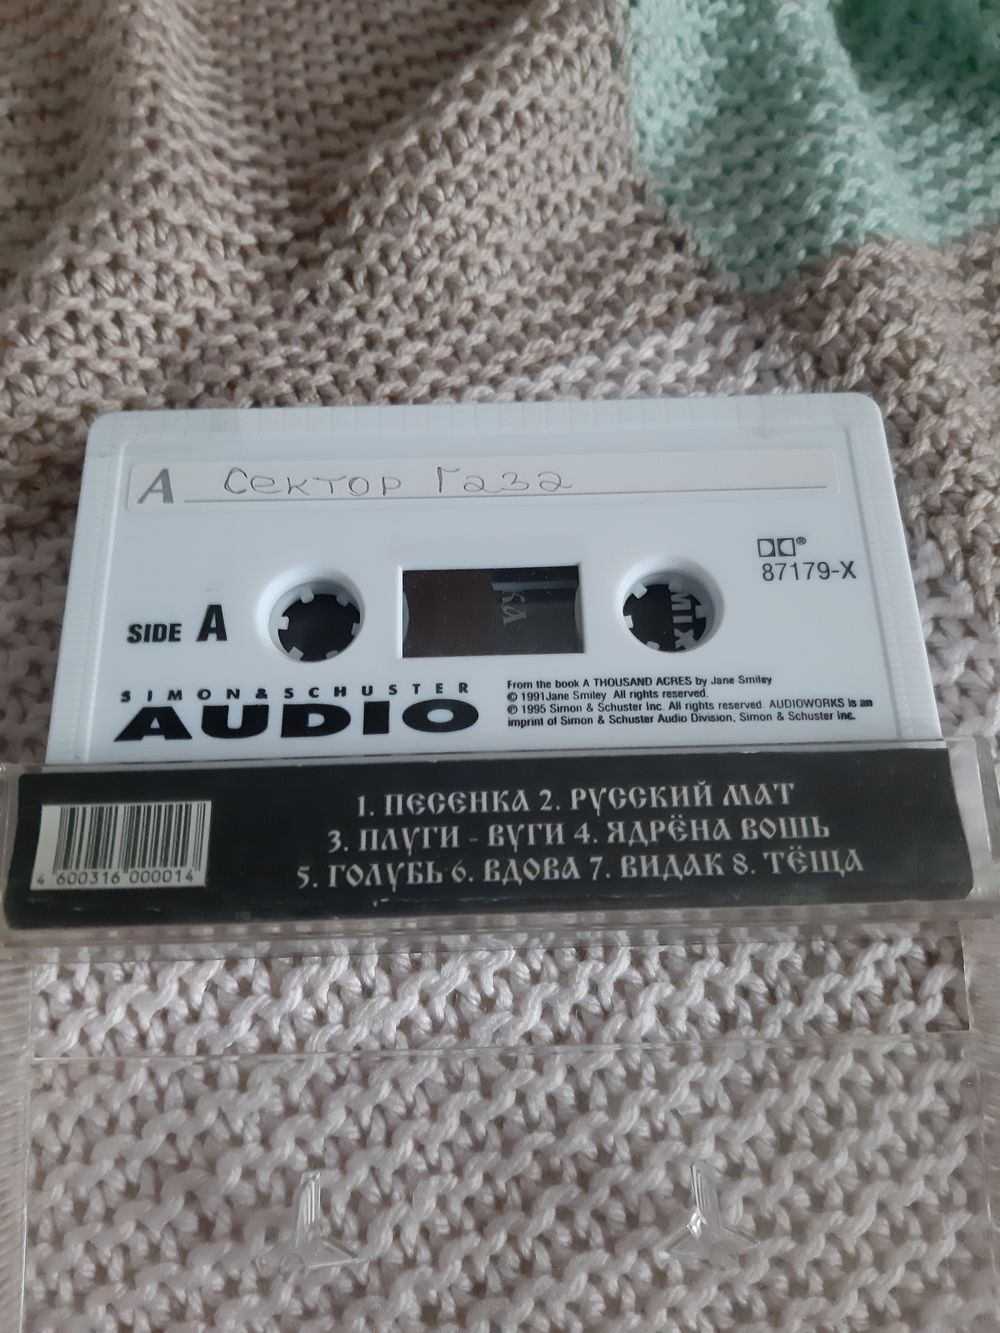 A Сектор Газа
87179-X
SIDE A
КА
MIX
SIMON & SCHUSTER
AUDIO
From the book A THOUSAND ACRES by Jane Smiley
© 1991 Jane Smiley. All rights reserved.
℗ 1995 Simon & Schuster Inc. All rights reserved. AUDIOWORKS is an
imprint of Simon & Schuster Audio Division, Simon & Schuster Inc.
1. ПЕСЕНКА 2. РУССКИЙ МАТ
3. ПЛУГИ - ВУГИ 4. ЯДРЁНА ВОШЬ
5. ГОЛУБЬ 6. ВДОВА 7. ВИДАК 8. ТЁЩА
4 600316 000014